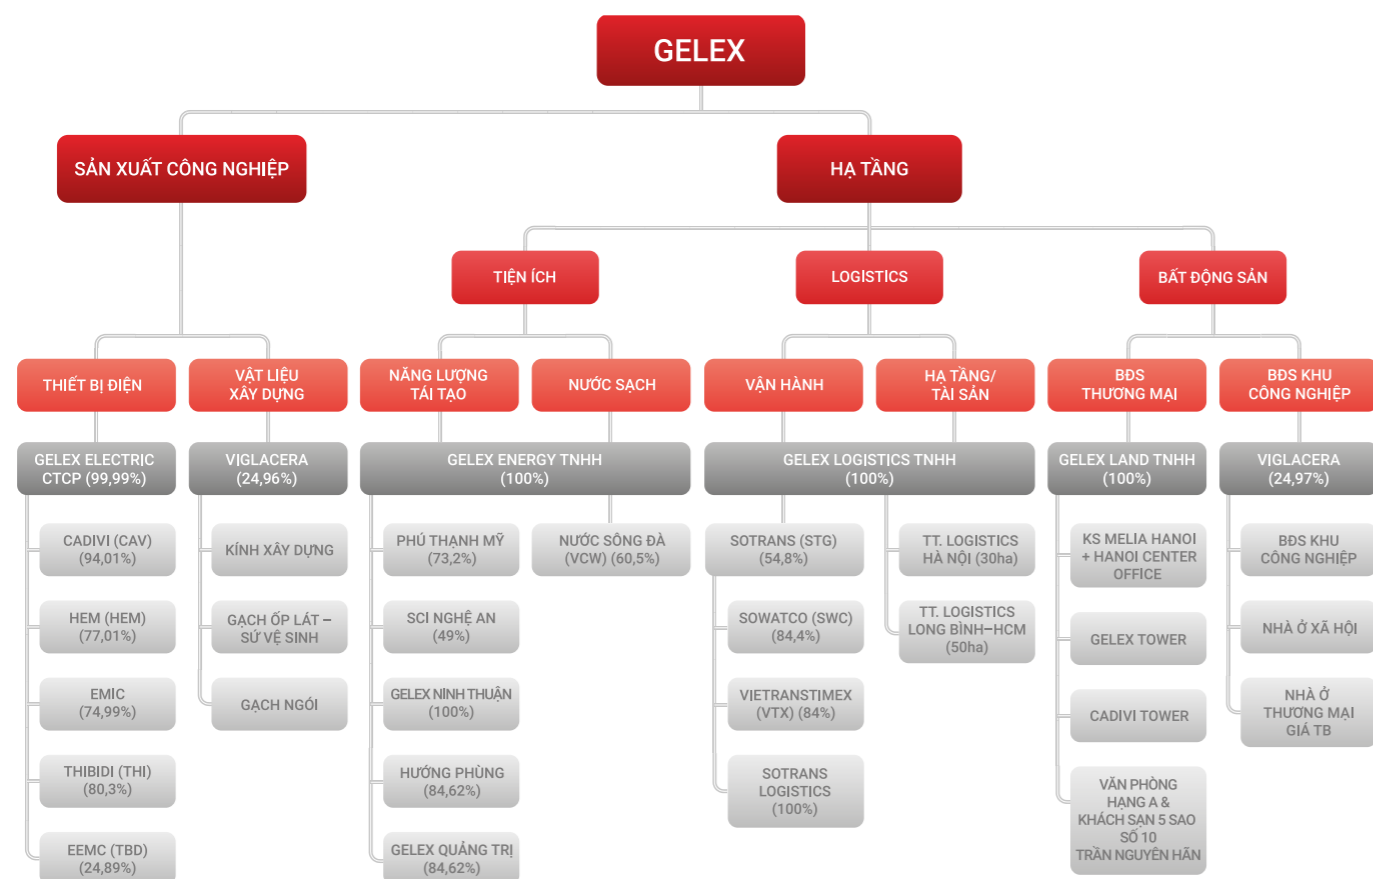 GELEX
SẢN XUẤT CÔNG NGHIỆP
HẠ TẦNG
TIỆN ÍCH
LOGISTICS
BẤT ĐỘNG SẢN
THIẾT BỊ ĐIỆN
VẬT LIỆU
XÂY DỰNG
NĂNG LƯỢNG
TÁI TẠO
NƯỚC SẠCH
VẬN HÀNH
HẠ TẦNG/
TÀI SẢN
BĐS
THƯƠNG MẠI
BĐS KHU
CÔNG NGHIỆP
GELEX ELECTRIC
CTCP (99,99%)
VIGLACERA
(24,96%)
GELEX ENERGY TNHH
(100%)
GELEX LOGISTICS TNHH
(100%)
GELEX LAND TNHH
(100%)
VIGLACERA
(24,97%)
CADIVI (CAV)
(94,01%)
HEM (HEM)
(77,01%)
EMIC
(74,99%)
THIBIDI (THI)
(80,3%)
EEMC (TBD)
(24,89%)
KÍNH XÂY DỰNG
GẠCH ỐP LÁT –
SỨ VỆ SINH
GẠCH NGÓI
PHÚ THẠNH MỸ
(73,2%)
SCI NGHỆ AN
(49%)
GELEX NINH THUẬN
(100%)
HƯỚNG PHÙNG
(84,62%)
GELEX QUẢNG TRỊ
(84,62%)
NƯỚC SÔNG ĐÀ
(VCW) (60,5%)
SOTRANS (STG)
(54,8%)
SOWATCO (SWC)
(84,4%)
VIETRANSTIMEX
(VTX) (84%)
SOTRANS
LOGISTICS
(100%)
TT. LOGISTICS
HÀ NỘI (30ha)
TT. LOGISTICS
LONG BÌNH–HCM
(50ha)
KS MELIA HANOI
+ HANOI CENTER
OFFICE
GELEX TOWER
CADIVI TOWER
VĂN PHÒNG
HẠNG A &
KHÁCH SẠN 5 SAO
SỐ 10
TRẦN NGUYÊN HÃN
BĐS KHU
CÔNG NGHIỆP
NHÀ Ở XÃ HỘI
NHÀ Ở
THƯƠNG MẠI
GIÁ TB